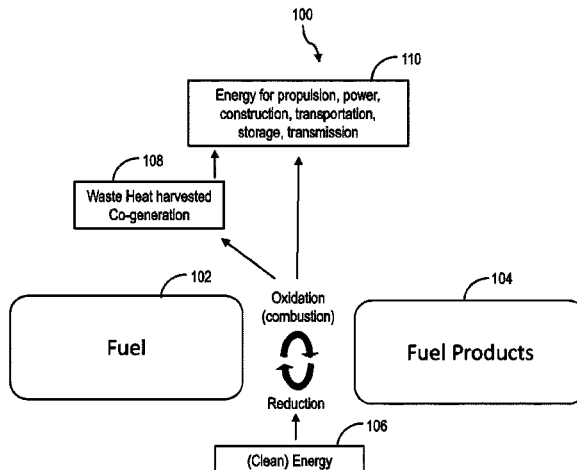 100
110
Energy for propulsion, power,
construction, transportation,
storage, transmission
108
Waste Heat harvested
Co-generation
102
Fuel
Oxidation
(combustion)
Reduction
104
Fuel Products
106
(Clean) Energy